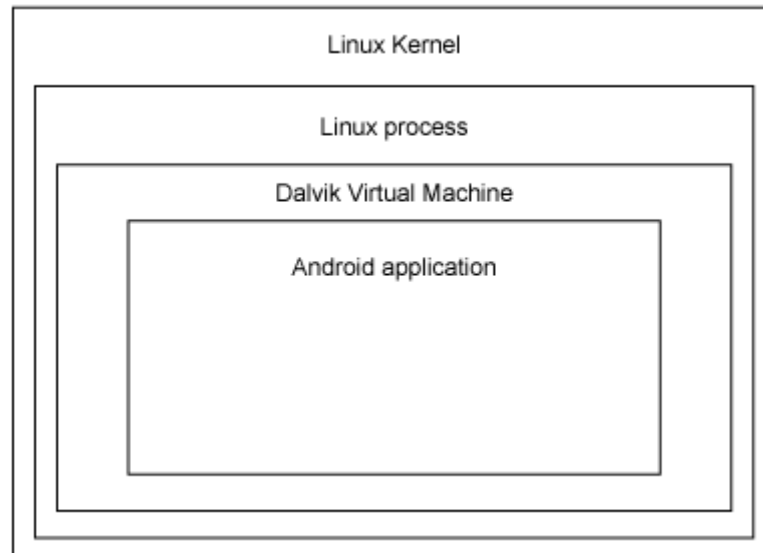 Linux Kernel
Linux process
Dalvik Virtual Machine
Android application